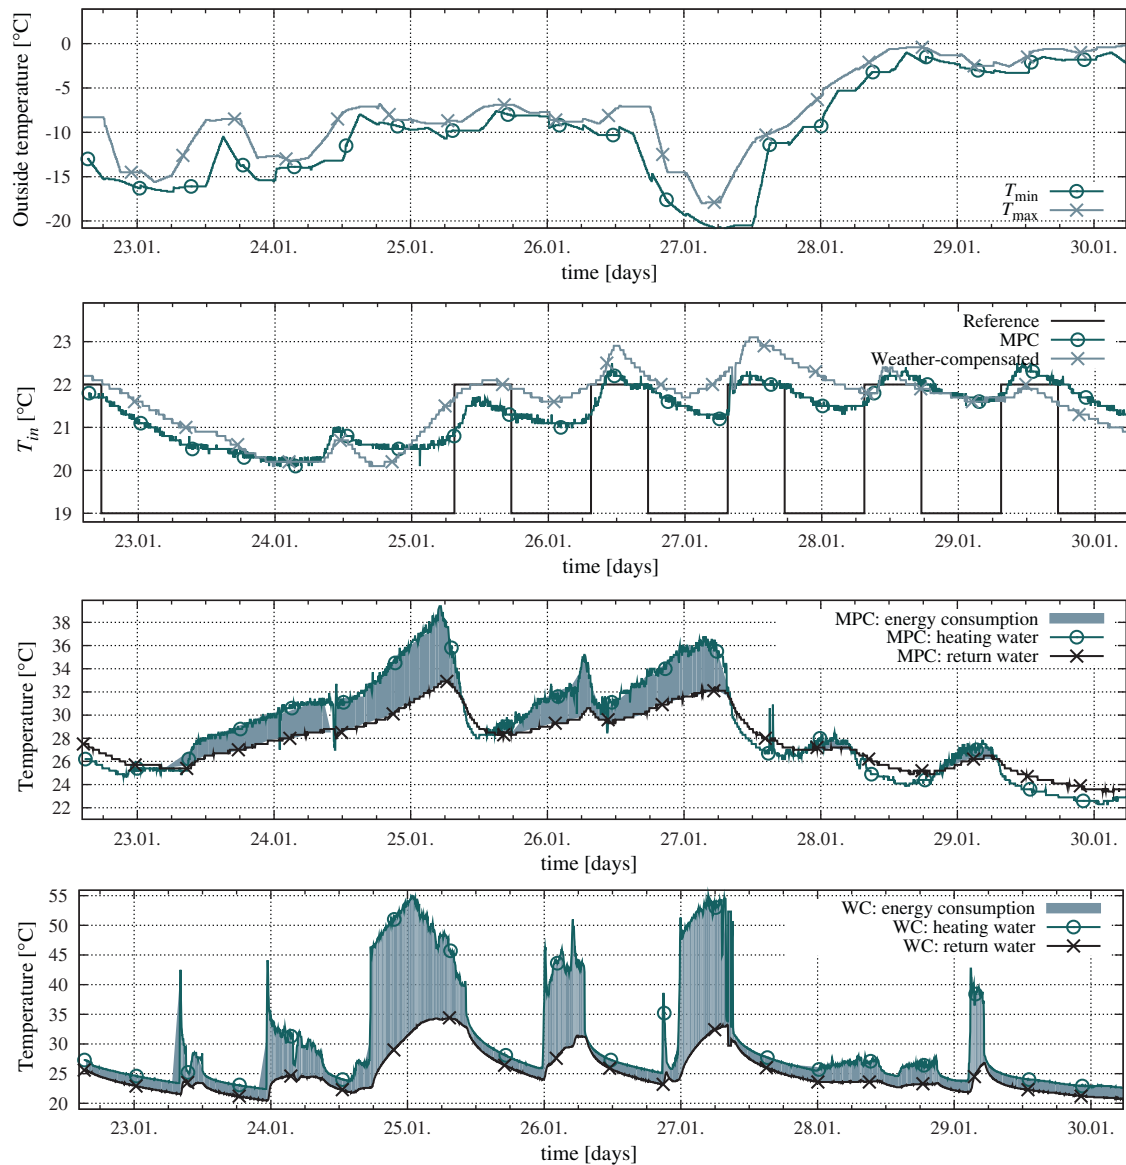 Outside temperature [°C]
0
-5
-10
-15
-20
T_min
T_max
23.01. 24.01. 25.01. 26.01. 27.01. 28.01. 29.01. 30.01.
time [days]
T_in [°C]
23
22
21
20
19
Reference
MPC
Weather-compensated
23.01. 24.01. 25.01. 26.01. 27.01. 28.01. 29.01. 30.01.
time [days]
Temperature [°C]
38
36
34
32
30
28
26
24
22
MPC: energy consumption
MPC: heating water
MPC: return water
23.01. 24.01. 25.01. 26.01. 27.01. 28.01. 29.01. 30.01.
time [days]
Temperature [°C]
55
50
45
40
35
30
25
20
WC: energy consumption
WC: heating water
WC: return water
23.01. 24.01. 25.01. 26.01. 27.01. 28.01. 29.01. 30.01.
time [days]